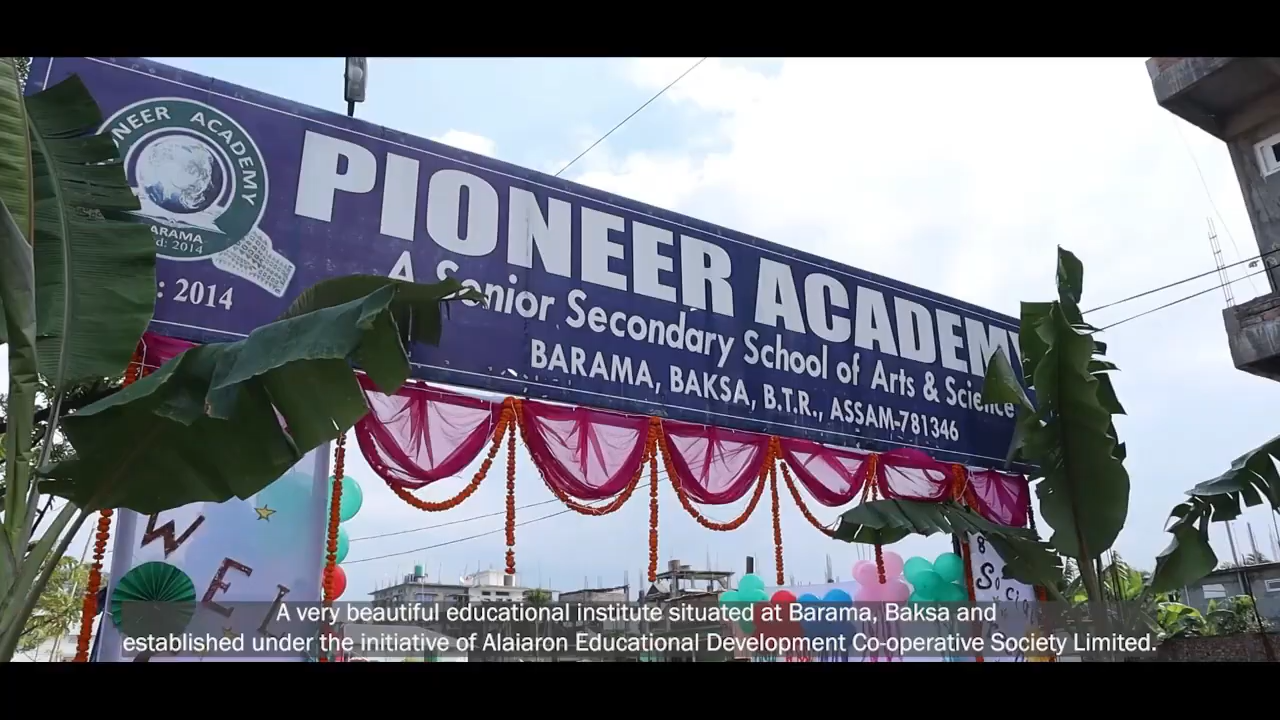 PIONEER ACADEMY
A Senior Secondary School of Arts & Science
BARAMA, BAKSA, B.T.R., ASSAM-781346
NEER ACADEMY
ARAMA
d: 2014
: 2014
WEL
8
A very beautiful educational institute situated at Barama, Baksa and
established under the initiative of Alaiaron Educational Development Co-operative Society Limited.